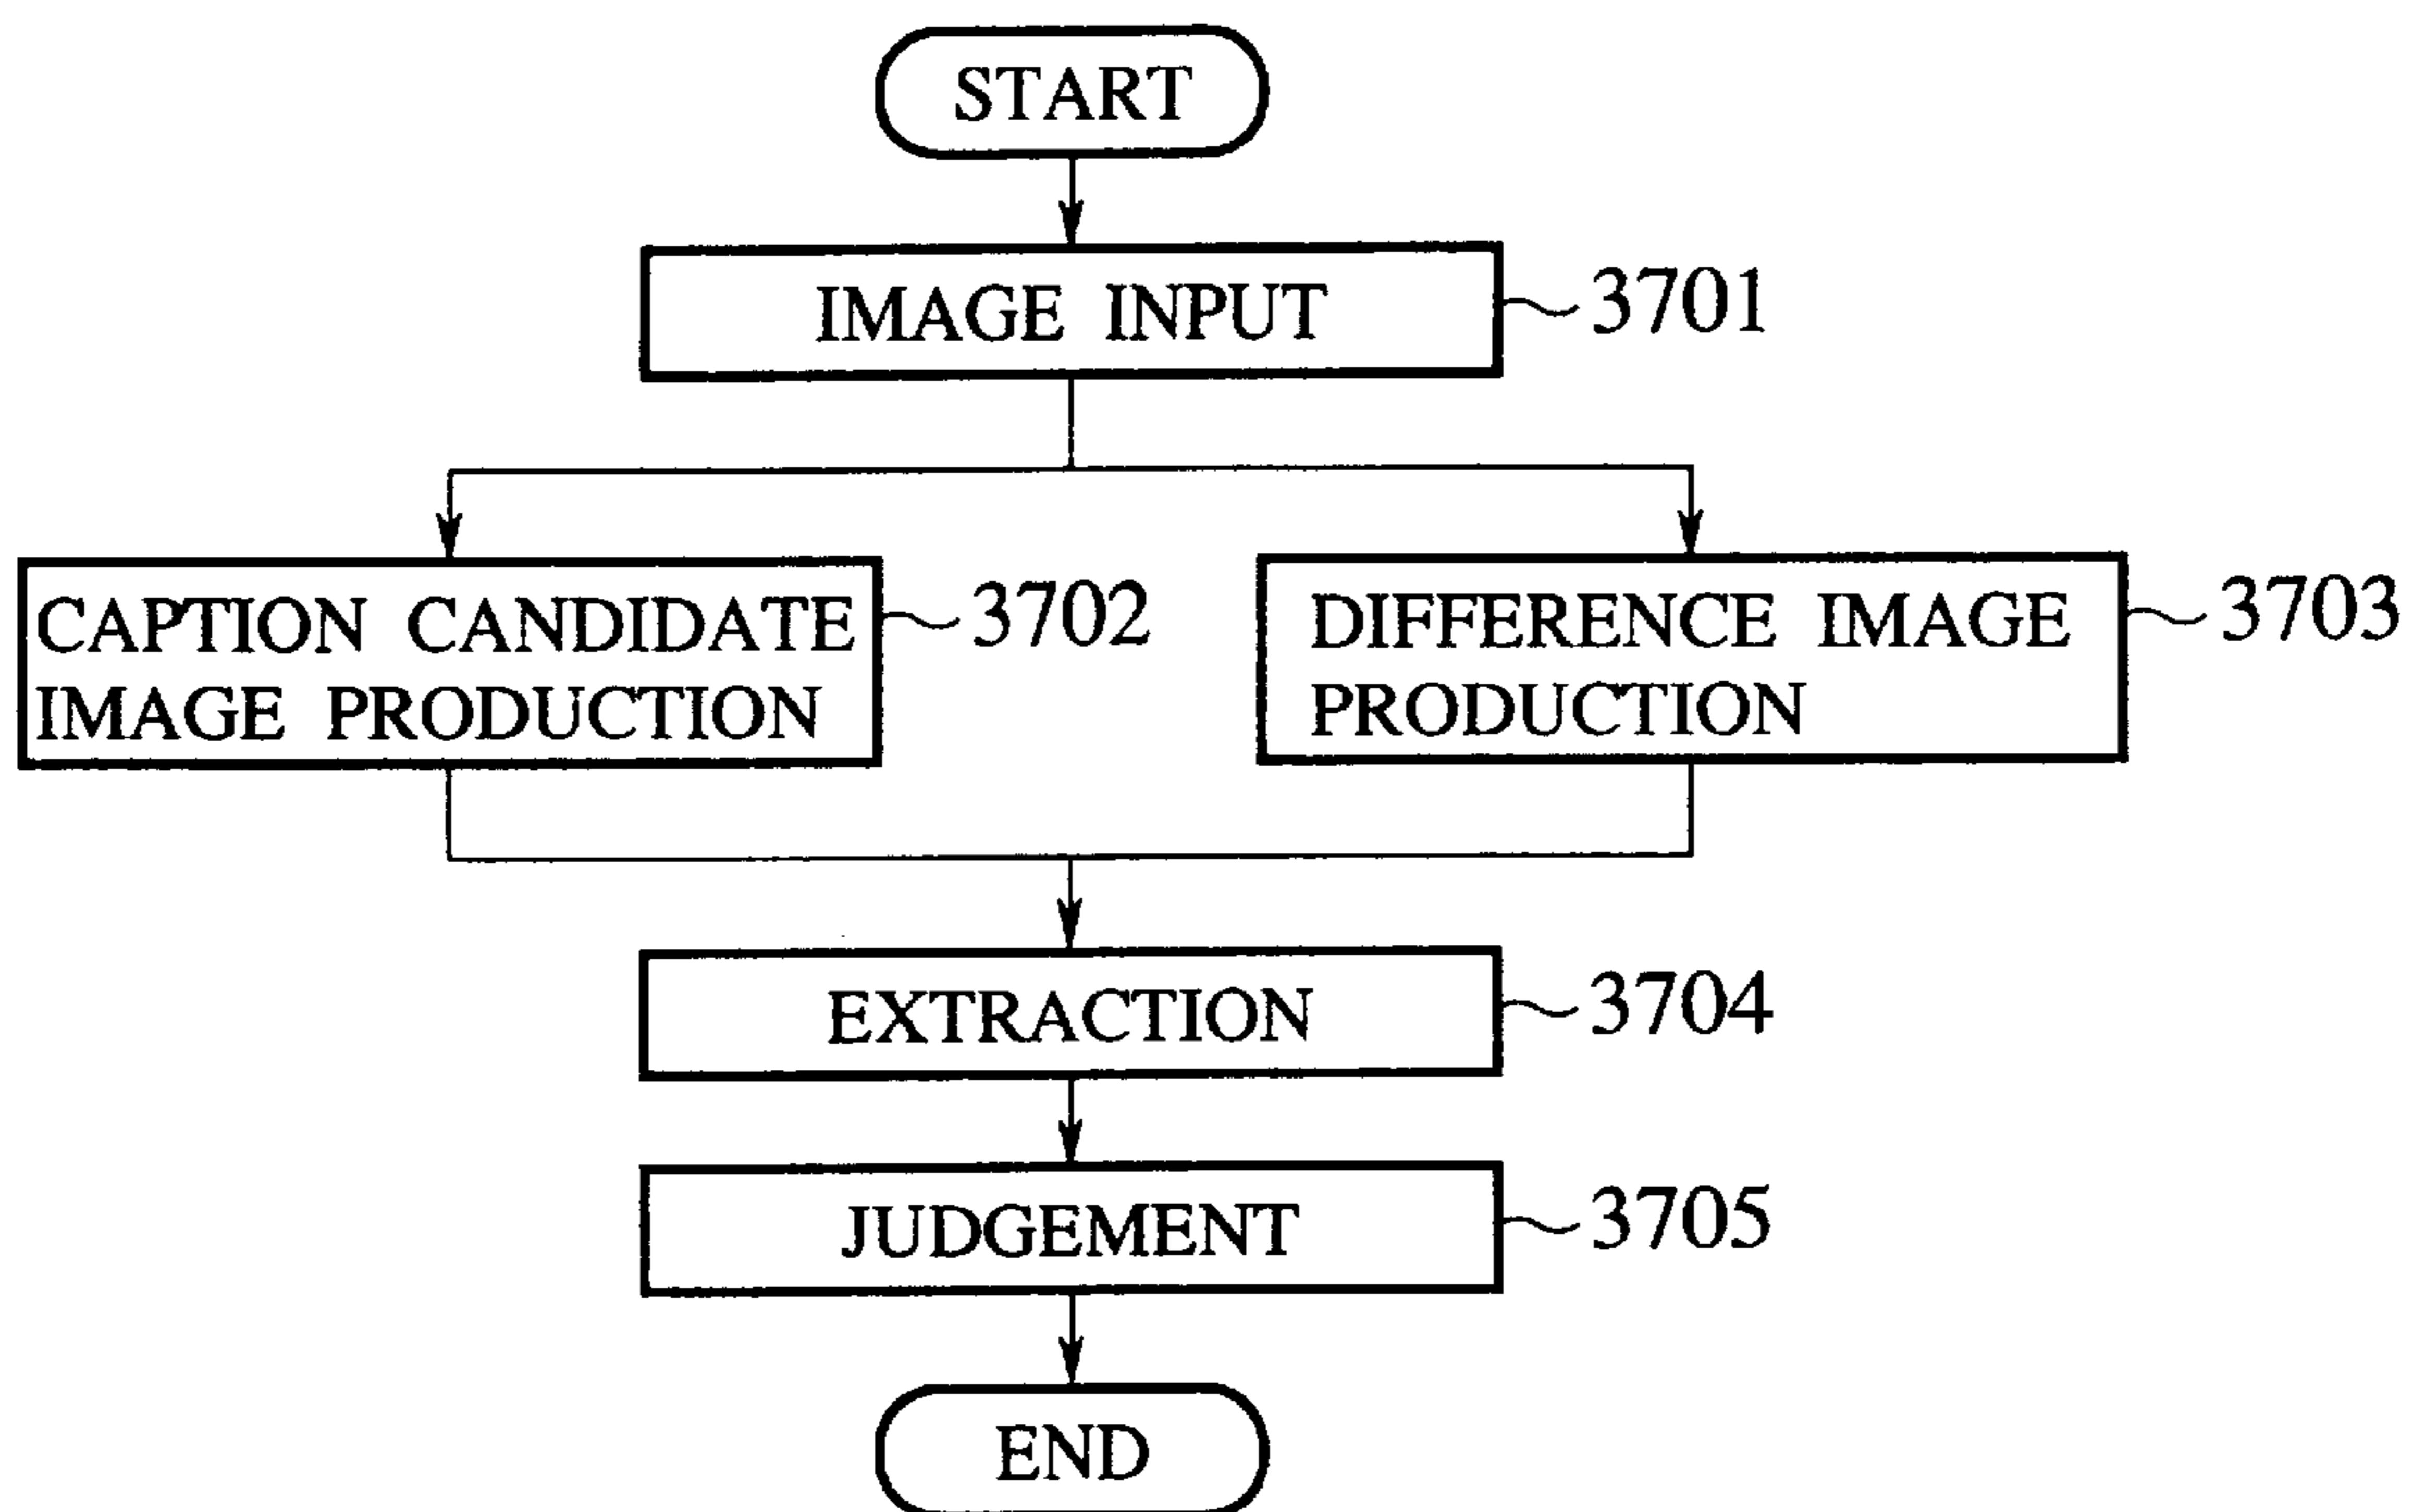 START
IMAGE INPUT
3701
CAPTION CANDIDATE
IMAGE PRODUCTION
3702
DIFFERENCE IMAGE
PRODUCTION
3703
EXTRACTION
3704
JUDGEMENT
3705
END